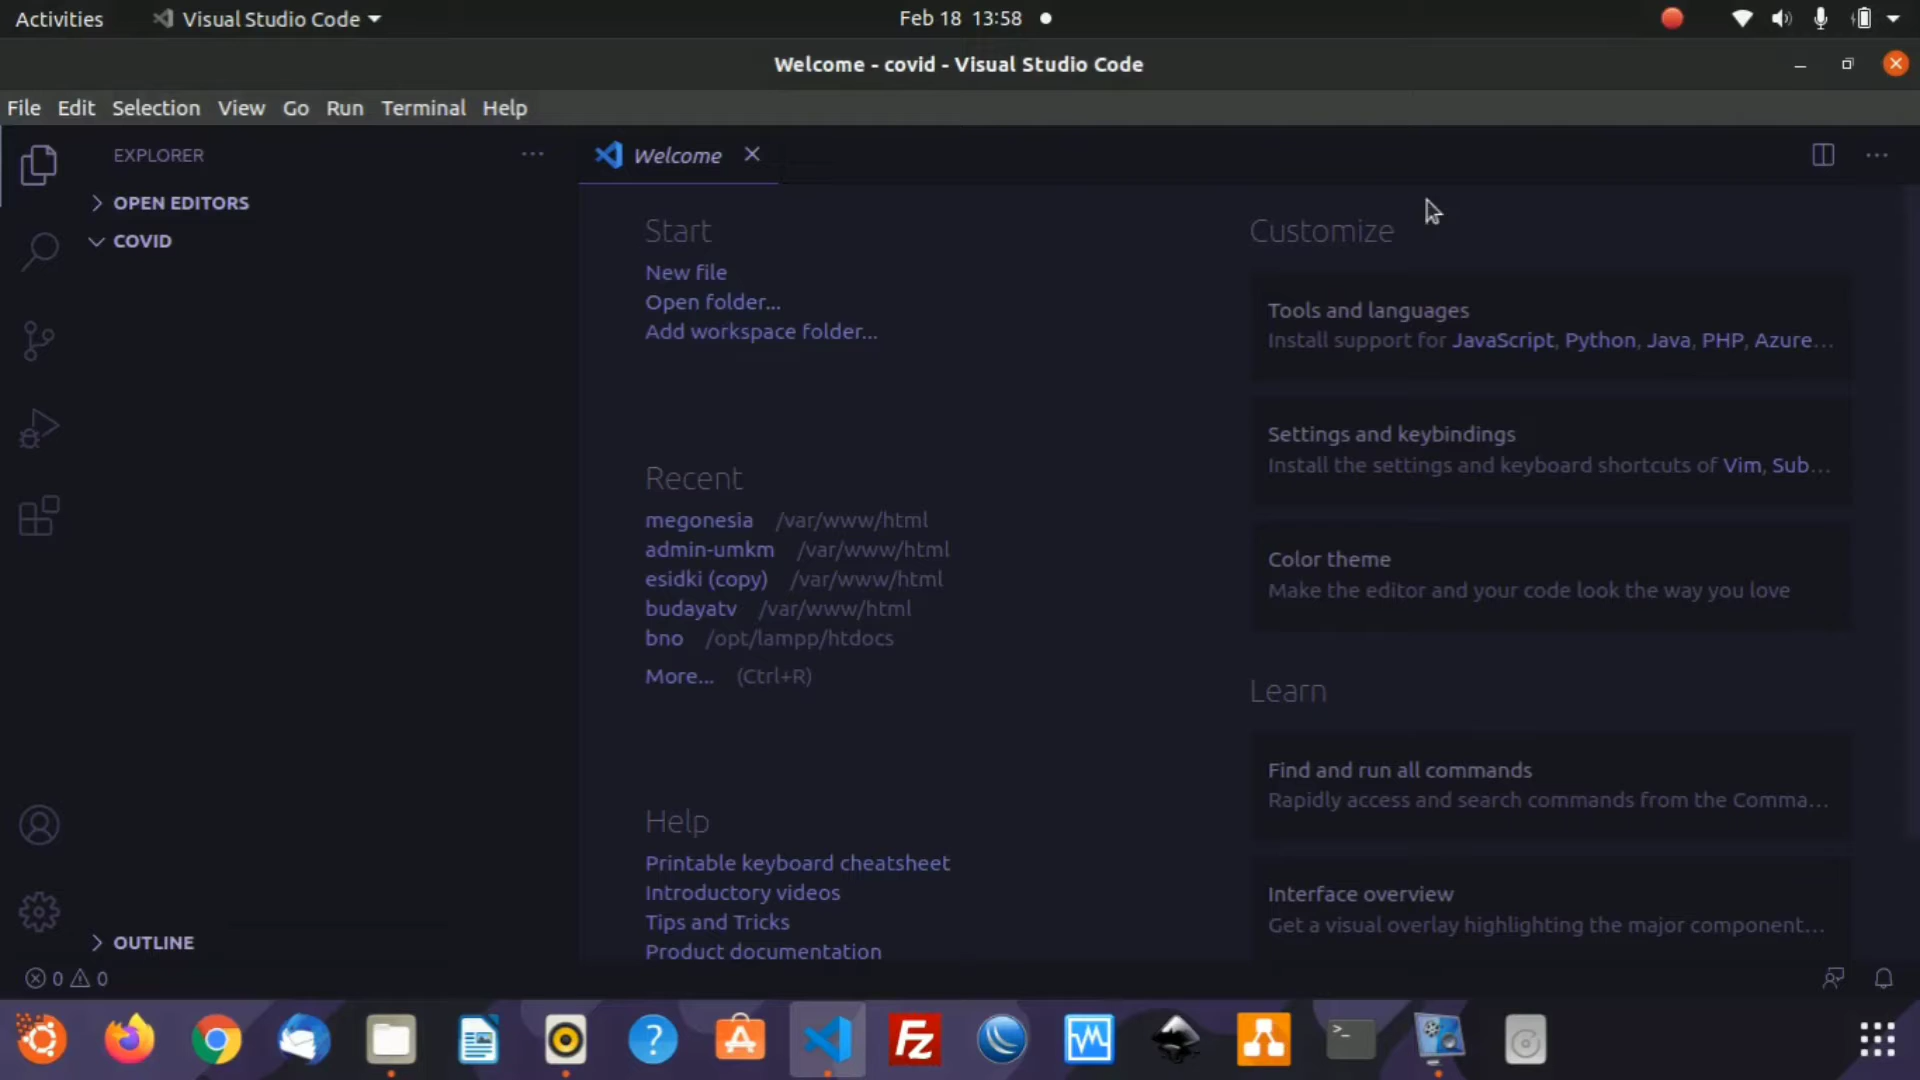 Activities
Visual Studio Code
Feb 18 13:58
Welcome - covid - Visual Studio Code
File Edit Selection View Go Run Terminal Help
EXPLORER
OPEN EDITORS
COVID
OUTLINE
Welcome
Start
New file
Open folder...
Add workspace folder...
Recent
megonesia /var/www/html
admin-umkm /var/www/html
esidki (copy) /var/www/html
budayatv /var/www/html
bno /opt/lampp/htdocs
More... (Ctrl+R)
Help
Printable keyboard cheatsheet
Introductory videos
Tips and Tricks
Product documentation
Customize
Tools and languages
Install support for JavaScript, Python, Java, PHP, Azure...
Settings and keybindings
Install the settings and keyboard shortcuts of Vim, Sub...
Color theme
Make the editor and your code look the way you love
Learn
Find and run all commands
Rapidly access and search commands from the Comma...
Interface overview
Get a visual overlay highlighting the major component...
0 0